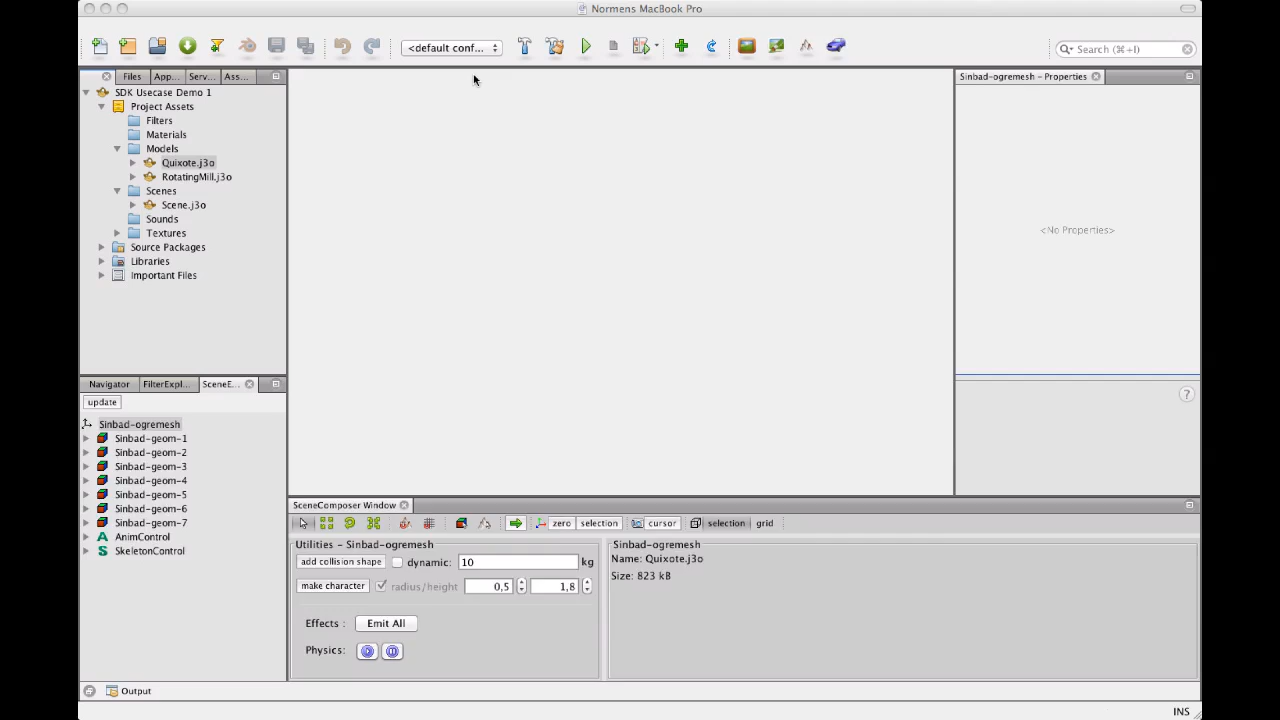 Normens MacBook Pro
<default conf...
Search (⌘+I)
Files
App...
Serv...
Ass...
Sinbad-ogremesh - Properties
SDK Usecase Demo 1
Project Assets
Filters
Materials
Models
Quixote.j3o
RotatingMill.j3o
Scenes
Scene.j3o
Sounds
Textures
Source Packages
Libraries
Important Files
<No Properties>
Navigator
FilterExpl...
SceneE...
update
?
Sinbad-ogremesh
Sinbad-geom-1
Sinbad-geom-2
Sinbad-geom-3
Sinbad-geom-4
Sinbad-geom-5
Sinbad-geom-6
Sinbad-geom-7
A AnimControl
S SkeletonControl
SceneComposer Window
zero
selection
cursor
selection
grid
Utilities - Sinbad-ogremesh
add collision shape
dynamic:
10
kg
make character
radius/height
0,5
1,8
Effects :
Emit All
Physics:
Sinbad-ogremesh
Name: Quixote.j3o
Size: 823 kB
Output
INS